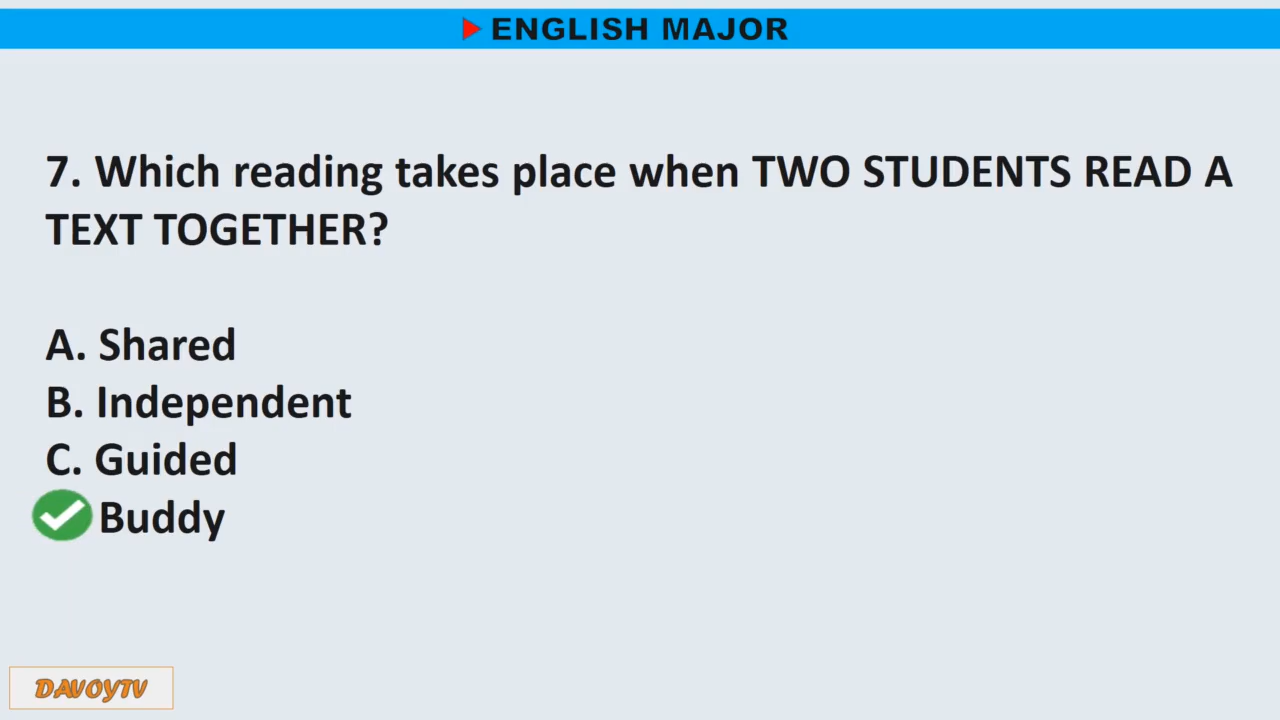 ENGLISH MAJOR
7. Which reading takes place when TWO STUDENTS READ A
TEXT TOGETHER?
A. Shared
B. Independent
C. Guided
Buddy
DAVOYTV